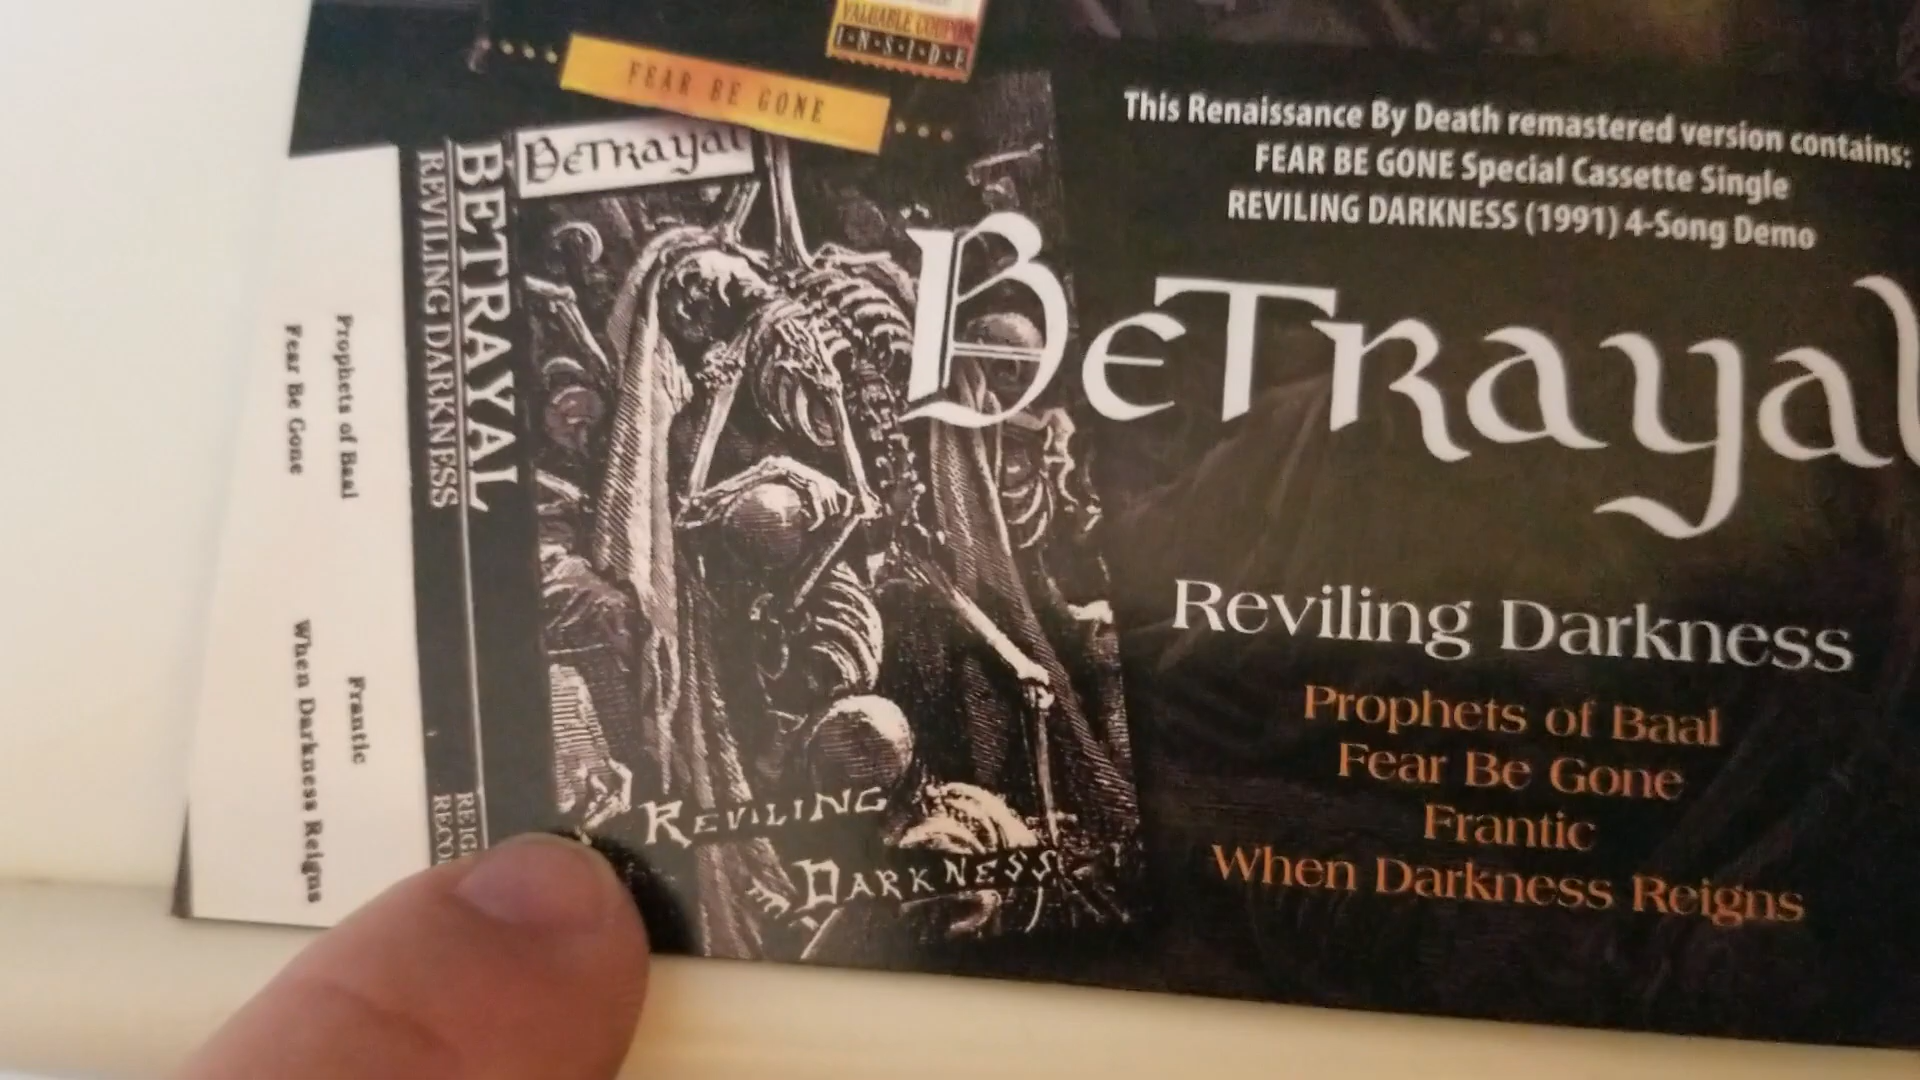 VALUABLE COUPON
I·N·S·I·D·E
FEAR BE GONE
This Renaissance By Death remastered version contains:
FEAR BE GONE Special Cassette Single
REVILING DARKNESS (1991) 4-Song Demo
Betrayal
BETRAYAL
REVILING DARKNESS
Prophets of Baal
Fear Be Gone
Frantic
When Darkness Reigns
REVILING
DARKNESS
Betrayal
Reviling Darkness
Prophets of Baal
Fear Be Gone
Frantic
When Darkness Reigns